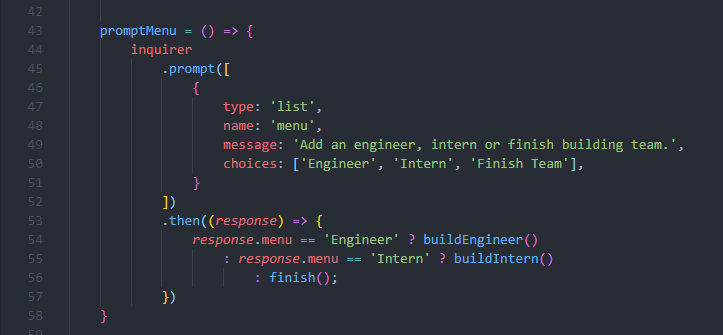 42
43 promptMenu = () => {
44 inquirer
45 .prompt([
46 {
47 type: 'list',
48 name: 'menu',
49 message: 'Add an engineer, intern or finish building team.',
50 choices: ['Engineer', 'Intern', 'Finish Team'],
51 }
52 ])
53 .then((response) => {
54 response.menu == 'Engineer' ? buildEngineer()
55 : response.menu == 'Intern' ? buildIntern()
56 : finish();
57 })
58 }
59